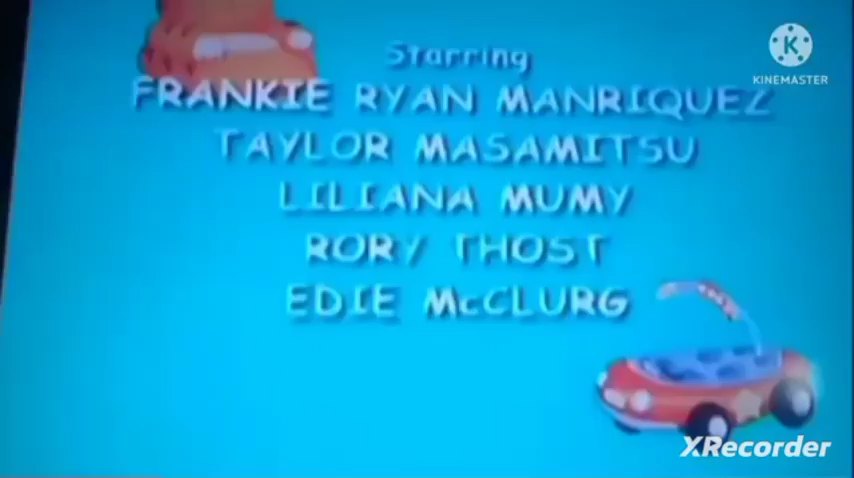 Starring
KINEMASTER
FRANKIE RYAN MANRIQUEZ
TAYLOR MASAMITSU
LILIANA MUMY
RORY THOST
EDIE McCLURG
XRecorder